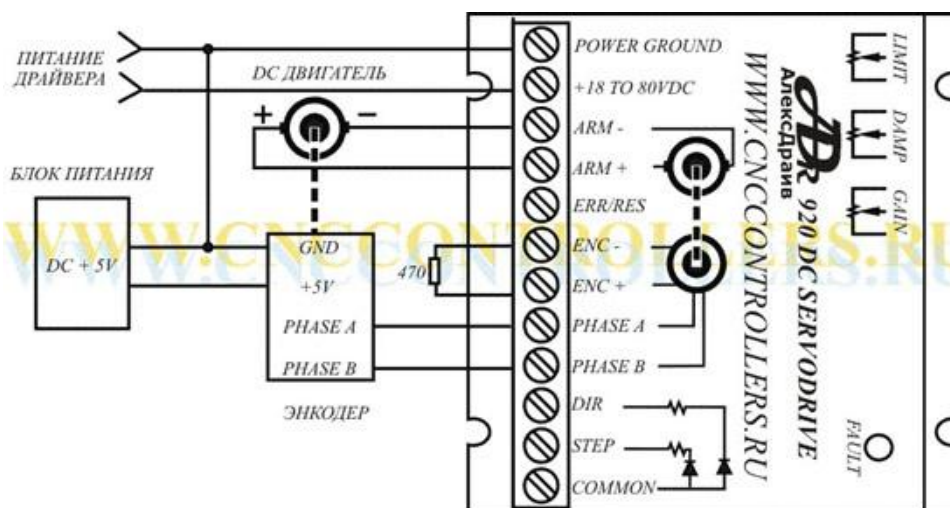 ПИТАНИЕ
ДРАЙВЕРА
DC ДВИГАТЕЛЬ
+
−
БЛОК ПИТАНИЯ
DC + 5V
GND
+5V
PHASE A
PHASE B
ЭНКОДЕР
470
POWER GROUND
+18 TO 80VDC
ARM -
ARM +
ERR/RES
ENC -
ENC +
PHASE A
PHASE B
DIR
STEP
COMMON
WWW.CNCCONTROLLERS.RU
АлексДрайв
ADR 920 DC SERVODRIVE
LIMIT
DAMP
GAIN
FAULT
WWW.CNCCONTROLLERS.RU